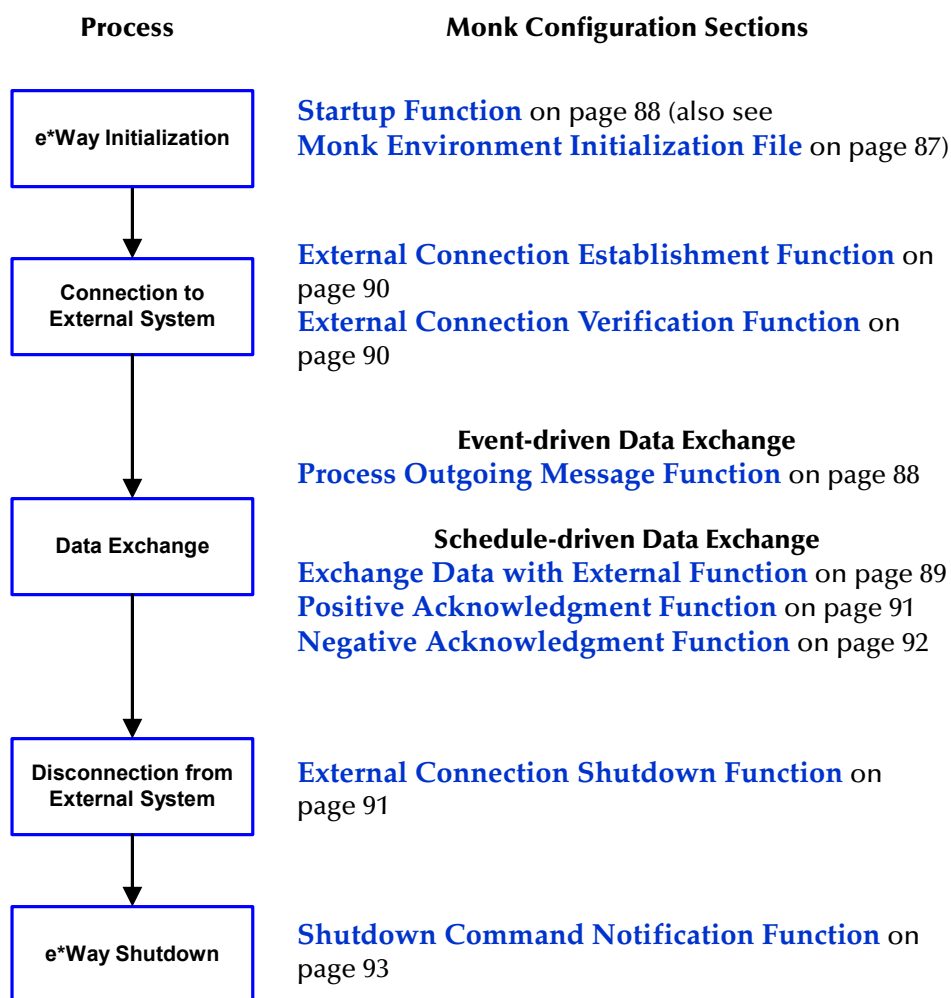 Process
Monk Configuration Sections
e*Way Initialization
Startup Function on page 88 (also see
Monk Environment Initialization File on page 87)
Connection to
External System
External Connection Establishment Function on
page 90
External Connection Verification Function on
page 90
Data Exchange
Event-driven Data Exchange
Process Outgoing Message Function on page 88
Schedule-driven Data Exchange
Exchange Data with External Function on page 89
Positive Acknowledgment Function on page 91
Negative Acknowledgment Function on page 92
Disconnection from
External System
External Connection Shutdown Function on
page 91
e*Way Shutdown
Shutdown Command Notification Function on
page 93